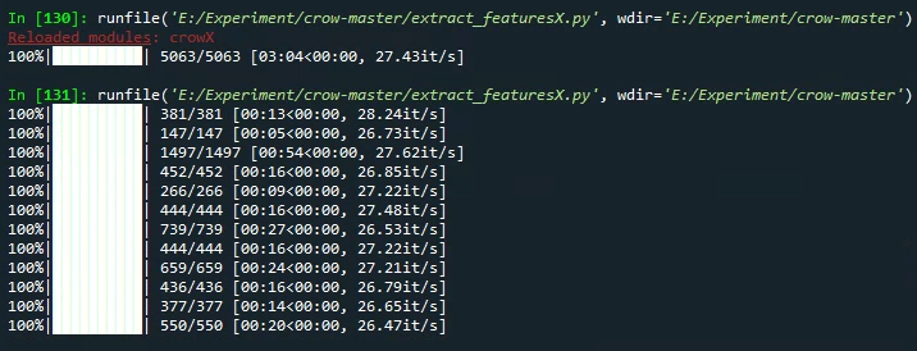 In [130]: runfile('E:/Experiment/crow-master/extract_featuresX.py', wdir='E:/Experiment/crow-master')
Reloaded modules: crowX
100%|██████████| 5063/5063 [03:04<00:00, 27.43it/s]
In [131]: runfile('E:/Experiment/crow-master/extract_featuresX.py', wdir='E:/Experiment/crow-master')
100%|██████████| 381/381 [00:13<00:00, 28.24it/s]
100%|██████████| 147/147 [00:05<00:00, 26.73it/s]
100%|██████████| 1497/1497 [00:54<00:00, 27.62it/s]
100%|██████████| 452/452 [00:16<00:00, 26.85it/s]
100%|██████████| 266/266 [00:09<00:00, 27.22it/s]
100%|██████████| 444/444 [00:16<00:00, 27.48it/s]
100%|██████████| 739/739 [00:27<00:00, 26.53it/s]
100%|██████████| 444/444 [00:16<00:00, 27.22it/s]
100%|██████████| 659/659 [00:24<00:00, 27.21it/s]
100%|██████████| 436/436 [00:16<00:00, 26.79it/s]
100%|██████████| 377/377 [00:14<00:00, 26.65it/s]
100%|██████████| 550/550 [00:20<00:00, 26.47it/s]